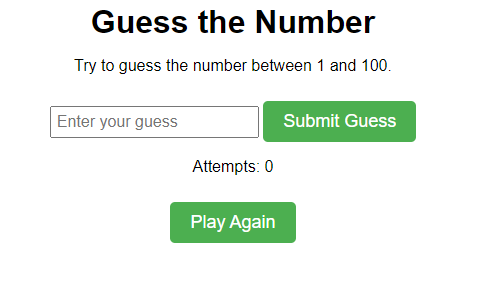 Guess the Number
Try to guess the number between 1 and 100.
Enter your guess Submit Guess
Attempts: 0
Play Again